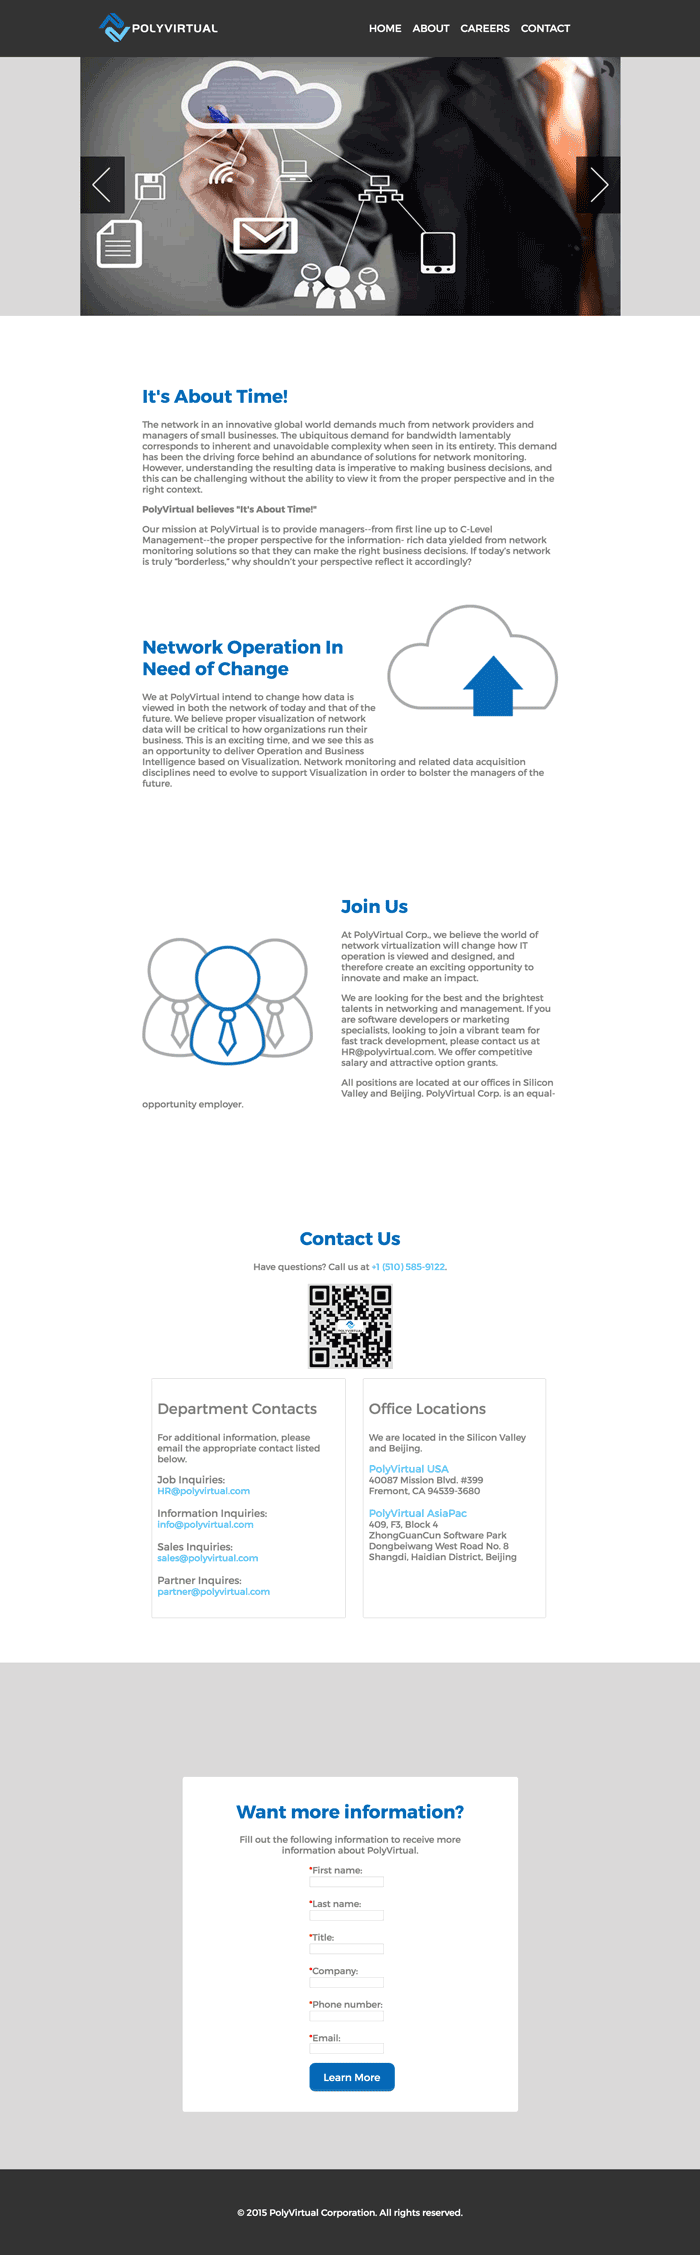 POLYVIRTUAL
HOME ABOUT CAREERS CONTACT
It's About Time!
The network in an innovative global world demands much from network providers and
managers of small businesses. The ubiquitous demand for bandwidth lamentably
corresponds to inherent and unavoidable complexity when seen in its entirety. This demand
has been the driving force behind an abundance of solutions for network monitoring.
However, understanding the resulting data is imperative to making business decisions, and
this can be challenging without the ability to view it from the proper perspective and in the
right context.
PolyVirtual believes "It's About Time!"
Our mission at PolyVirtual is to provide managers--from first line up to C-Level
Management--the proper perspective for the information- rich data yielded from network
monitoring solutions so that they can make the right business decisions. If today's network
is truly “borderless,” why shouldn't your perspective reflect it accordingly?
Network Operation In
Need of Change
We at PolyVirtual intend to change how data is
viewed in both the network of today and that of the
future. We believe proper visualization of network
data will be critical to how organizations run their
business. This is an exciting time, and we see this as
an opportunity to deliver Operation and Business
Intelligence based on Visualization. Network monitoring and related data acquisition
disciplines need to evolve to support Visualization in order to bolster the managers of the
future.
Join Us
At PolyVirtual Corp., we believe the world of
network virtualization will change how IT
operation is viewed and designed, and
therefore create an exciting opportunity to
innovate and make an impact.
We are looking for the best and the brightest
talents in networking and management. If you
are software developers or marketing
specialists, looking to join a vibrant team for
fast track development, please contact us at
HR@polyvirtual.com. We offer competitive
salary and attractive option grants.
All positions are located at our offices in Silicon
Valley and Beijing. PolyVirtual Corp. is an equal-
opportunity employer.
Contact Us
Have questions? Call us at +1 (510) 585-9122.
POLYVIRTUAL
Department Contacts
For additional information, please
email the appropriate contact listed
below.
Job Inquiries:
HR@polyvirtual.com
Information Inquiries:
info@polyvirtual.com
Sales Inquiries:
sales@polyvirtual.com
Partner Inquires:
partner@polyvirtual.com
Office Locations
We are located in the Silicon Valley
and Beijing.
PolyVirtual USA
40087 Mission Blvd. #399
Fremont, CA 94539-3680
PolyVirtual AsiaPac
409, F3, Block 4
ZhongGuanCun Software Park
Dongbeiwang West Road No. 8
Shangdi, Haidian District, Beijing
Want more information?
Fill out the following information to receive more
information about PolyVirtual.
*First name:
*Last name:
*Title:
*Company:
*Phone number:
*Email:
Learn More
© 2015 PolyVirtual Corporation. All rights reserved.